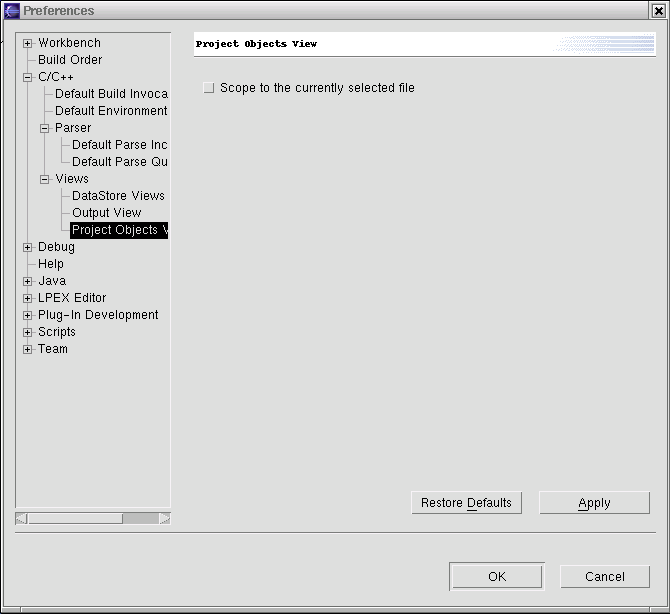 Preferences
Workbench
Build Order
C/C++
Default Build Invoca
Default Environment
Parser
Default Parse Inc
Default Parse Qu
Views
DataStore Views
Output View
Project Objects V
Debug
Help
Java
LPEX Editor
Plug-In Development
Scripts
Team
Project Objects View
Scope to the currently selected file
Restore Defaults
Apply
OK
Cancel